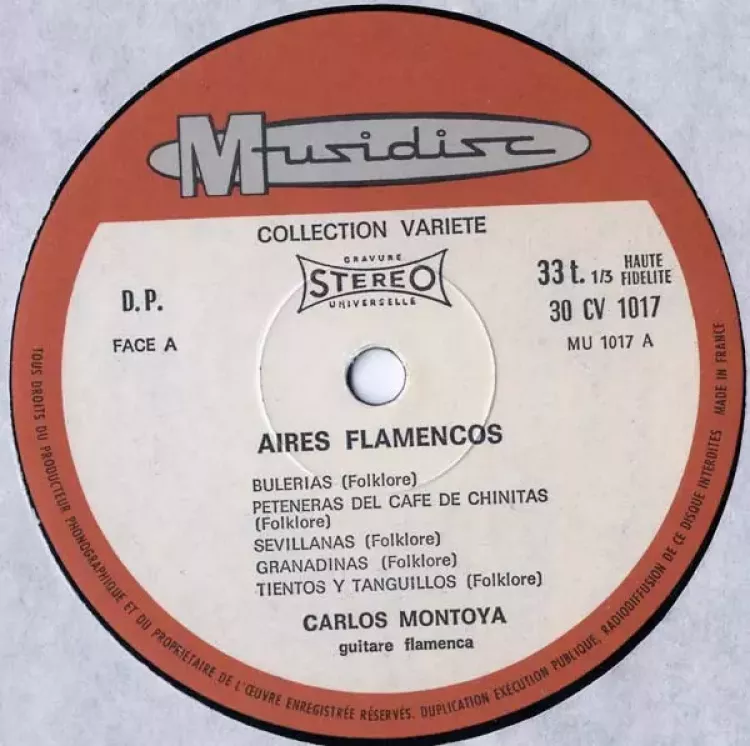 Musidisc
COLLECTION VARIETE
GRAVURE
STEREO
UNIVERSELLE
D.P.
FACE A
33 t. 1/3 HAUTE FIDELITE
30 CV 1017
MU 1017 A
AIRES FLAMENCOS
BULERIAS (Folklore)
PETENERAS DEL CAFE DE CHINITAS
(Folklore)
SEVILLANAS (Folklore)
GRANADINAS (Folklore)
TIENTOS Y TANGUILLOS (Folklore)
CARLOS MONTOYA
guitare flamenca
TOUS DROITS DU PRODUCTEUR PHONOGRAPHIQUE ET DU PROPRIÉTAIRE DE L'ŒUVRE ENREGISTRÉE RÉSERVÉS. DUPLICATION EXÉCUTION PUBLIQUE, RADIODIFFUSION DE CE DISQUE INTERDITES MADE IN FRANCE